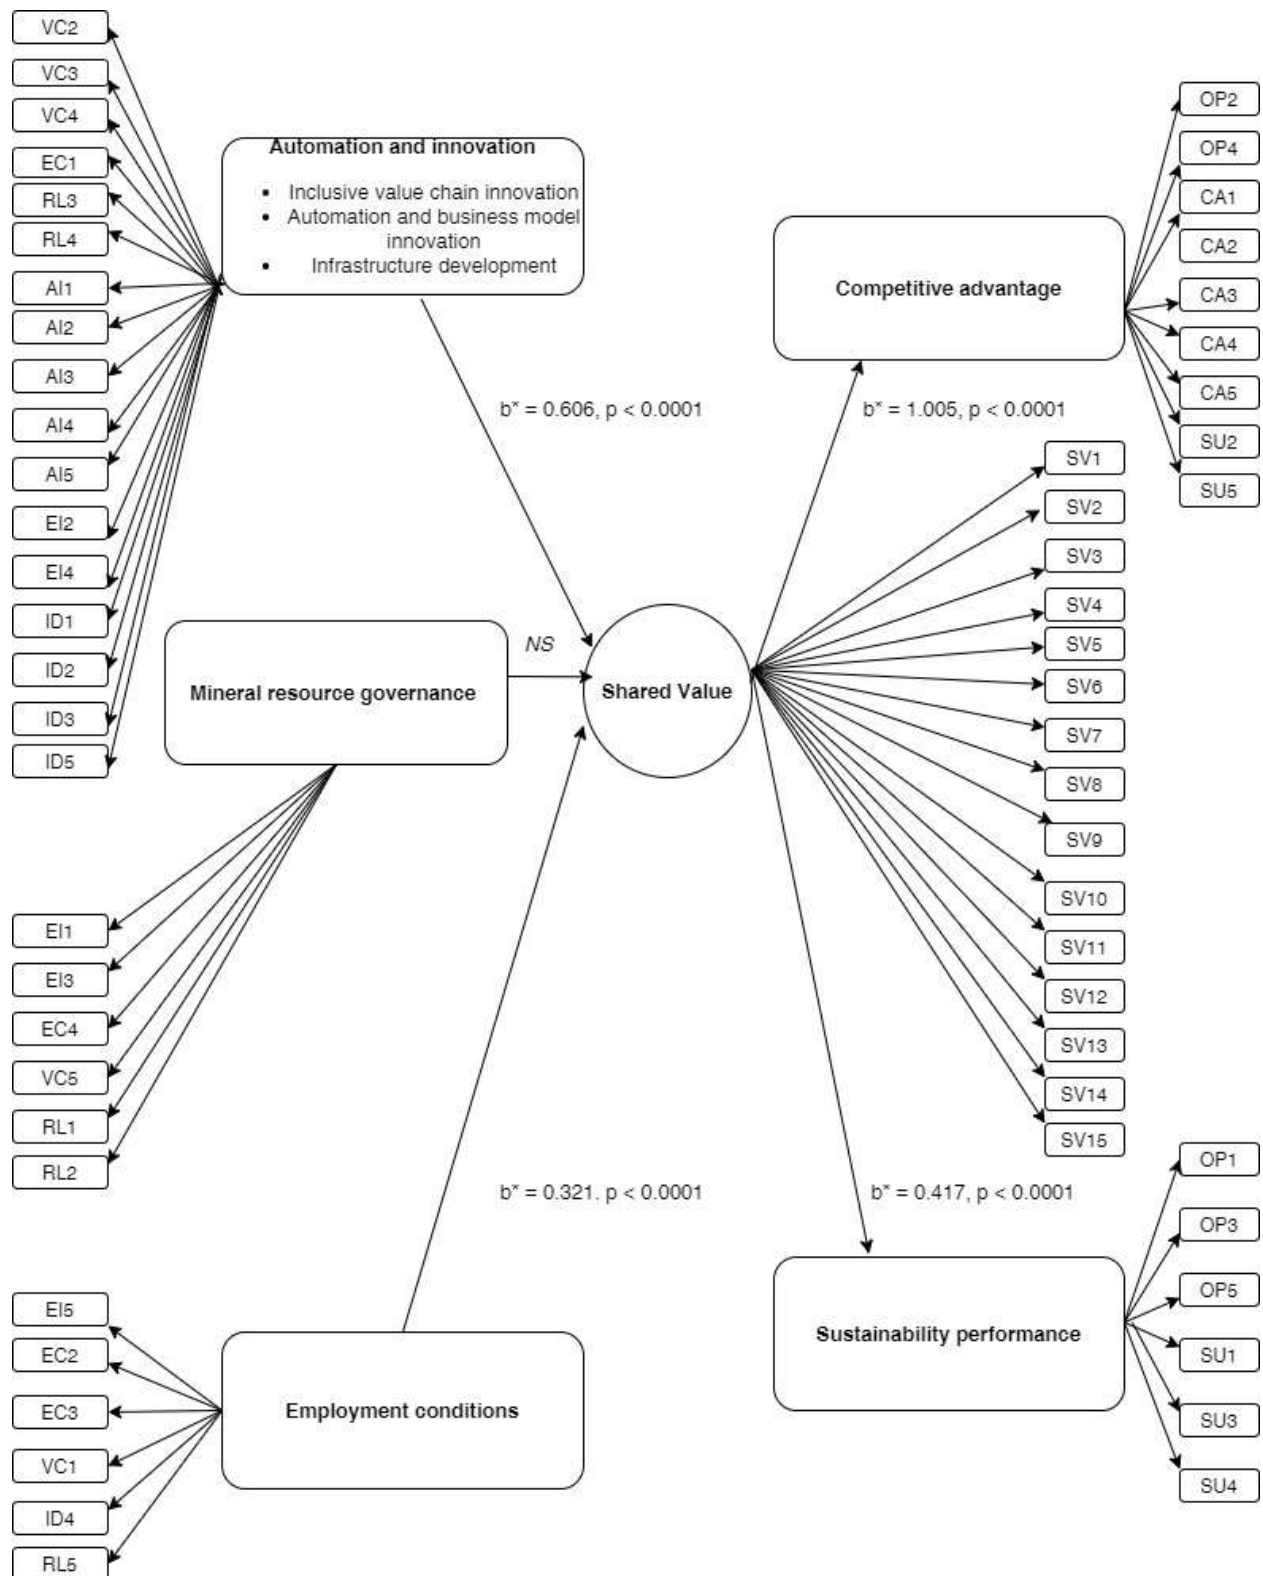 VC2
VC3
VC4
EC1
RL3
RL4
AI1
AI2
AI3
AI4
AI5
EI2
EI4
ID1
ID2
ID3
ID5
Automation and innovation
• Inclusive value chain innovation
• Automation and business model
innovation
• Infrastructure development
b* = 0.606, p < 0.0001
Mineral resource governance
NS
Shared Value
EI1
EI3
EC4
VC5
RL1
RL2
b* = 0.321. p < 0.0001
EI5
EC2
EC3
VC1
ID4
RL5
Employment conditions
Competitive advantage
OP2
OP4
CA1
CA2
CA3
CA4
CA5
SU2
SU5
b* = 1.005, p < 0.0001
SV1
SV2
SV3
SV4
SV5
SV6
SV7
SV8
SV9
SV10
SV11
SV12
SV13
SV14
SV15
b* = 0.417, p < 0.0001
Sustainability performance
OP1
OP3
OP5
SU1
SU3
SU4